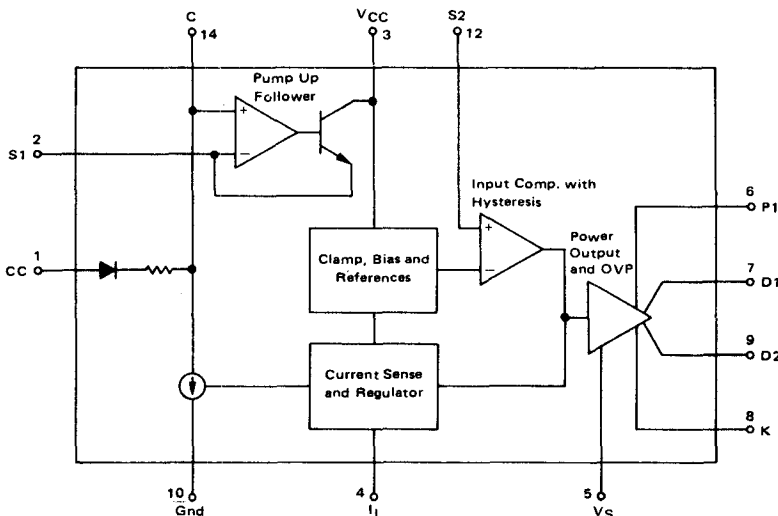 C
14
VCC
3
S2
12
Pump Up
Follower
+
−
2
S1
Input Comp. with
Hysteresis
+
−
6
P1
1
CC
Clamp, Bias and
References
Power
Output
and OVP
7
D1
9
D2
Current Sense
and Regulator
8
K
10
Gnd
4
IL
5
VS